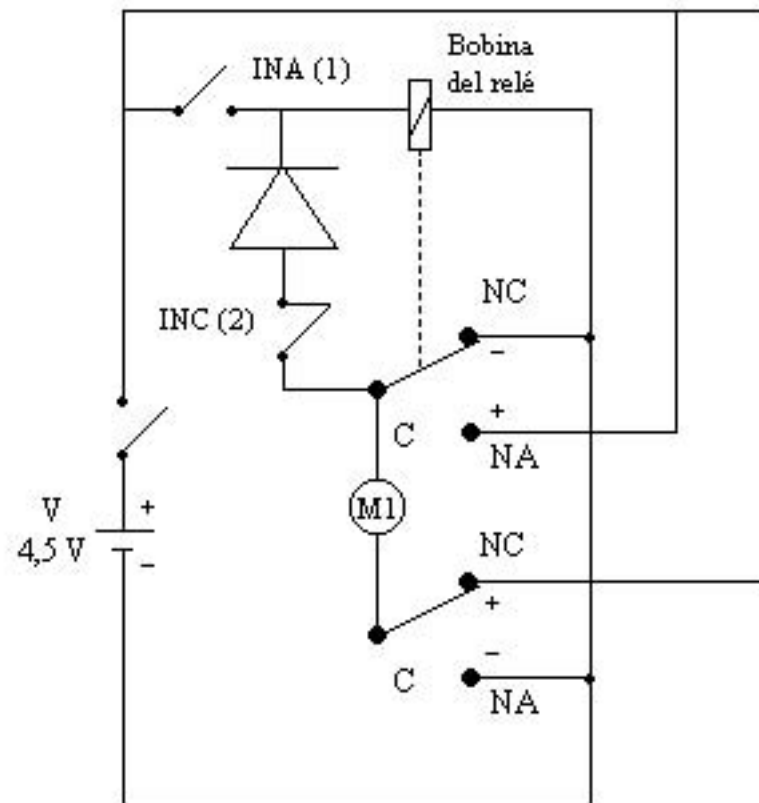 Bobina
del relé
INA (1)
NC
INC (2)
–
+
C
NA
M1
V
4,5 V
+
–
NC
+
–
C
NA